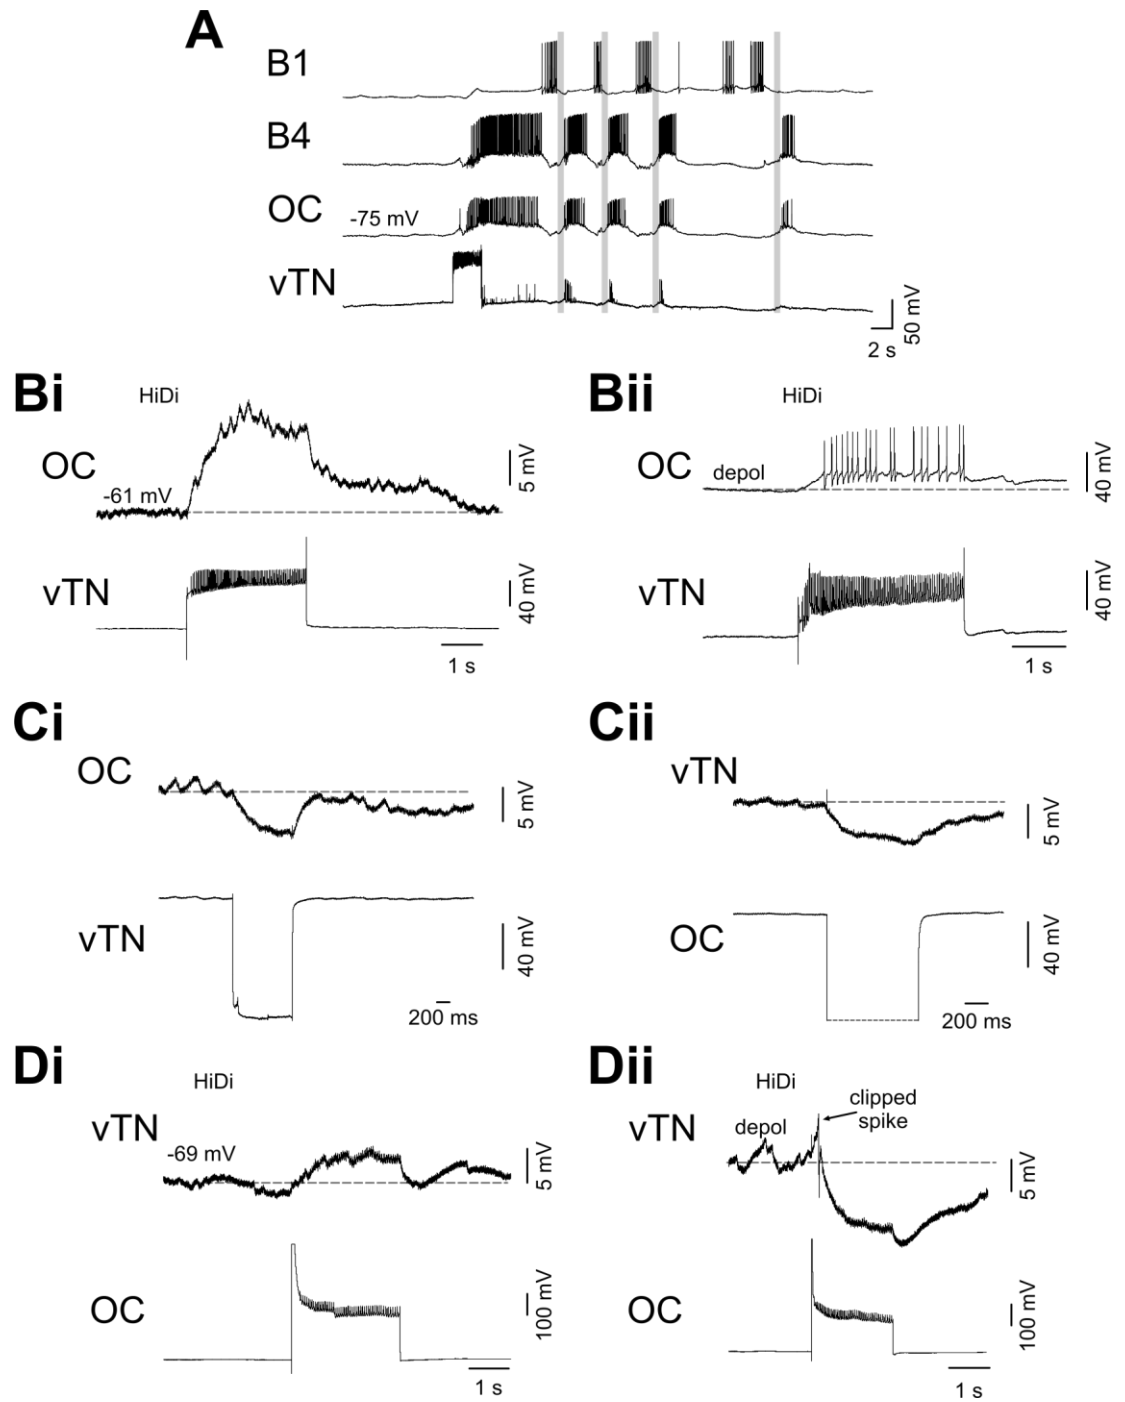 A
B1
B4
OC
-75 mV
vTN
50 mV
2 s
Bi
HiDi
OC
-61 mV
5 mV
vTN
40 mV
1 s
Bii
HiDi
OC
depol
40 mV
vTN
40 mV
1 s
Ci
OC
5 mV
vTN
40 mV
200 ms
Cii
vTN
5 mV
OC
40 mV
200 ms
Di
HiDi
vTN
-69 mV
5 mV
OC
100 mV
1 s
Dii
HiDi
clipped
spike
vTN
depol
5 mV
OC
100 mV
1 s